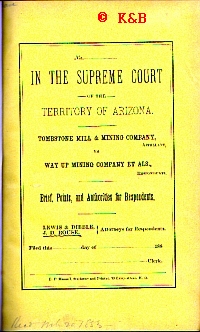 © K&B
No.
IN THE SUPREME COURT
OF THE
TERRITORY OF ARIZONA.
TOMBSTONE MILL & MINING COMPANY,
APPELLANT,
VS
WAY UP MINING COMPANY ET ALS.,
RESPONDENTS.
Brief, Points, and Authorities for Respondents,
LEWIS & DIBBLE,
J. D. ROUSE,
Attorneys for Respondents.
Filed this day of 188
Clerk.